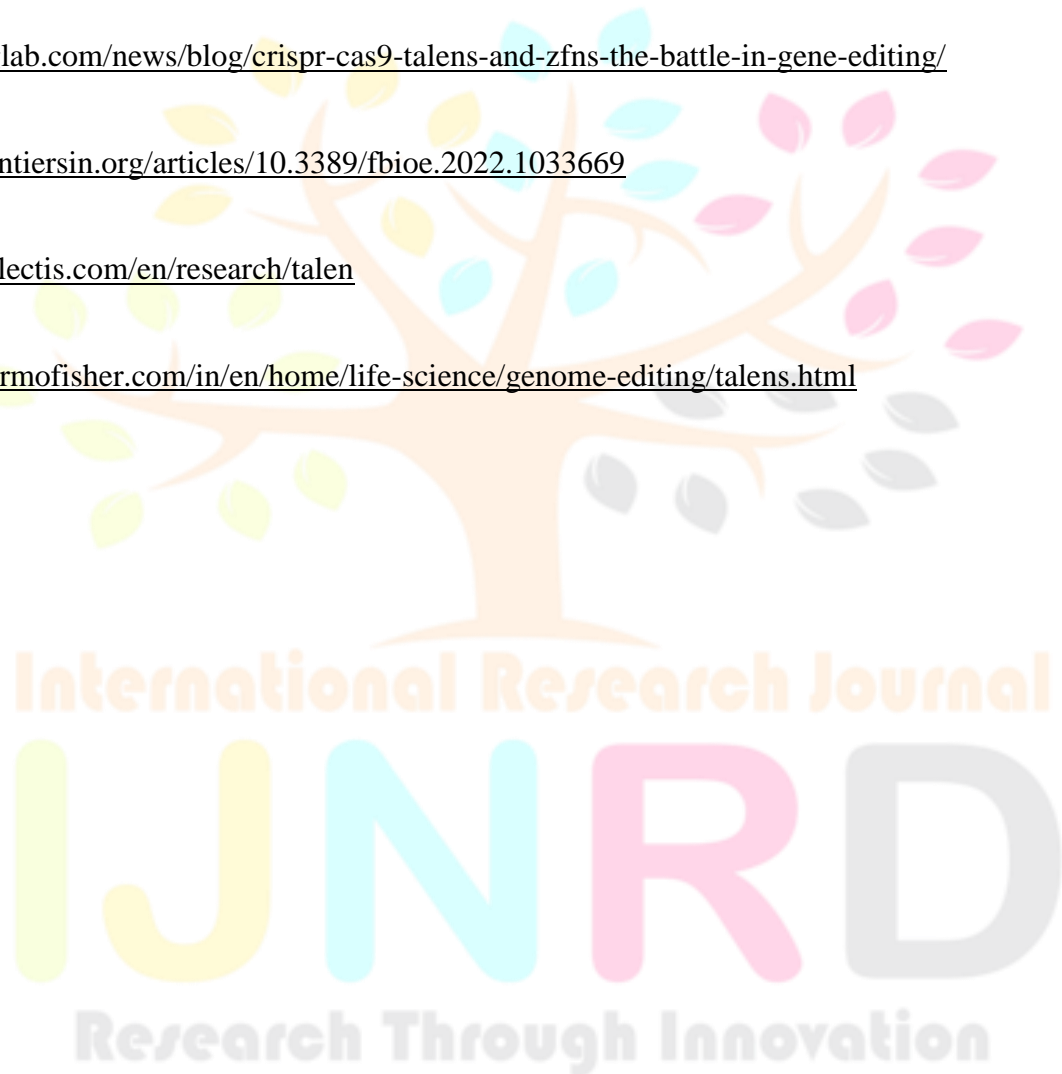 lab.com/news/blog/crispr-cas9-talens-and-zfns-the-battle-in-gene-editing/
ntiersin.org/articles/10.3389/fbioe.2022.1033669
lectis.com/en/research/talen
rmofisher.com/in/en/home/life-science/genome-editing/talens.html
International Research Journal
IJNRD
Research Through Innovation